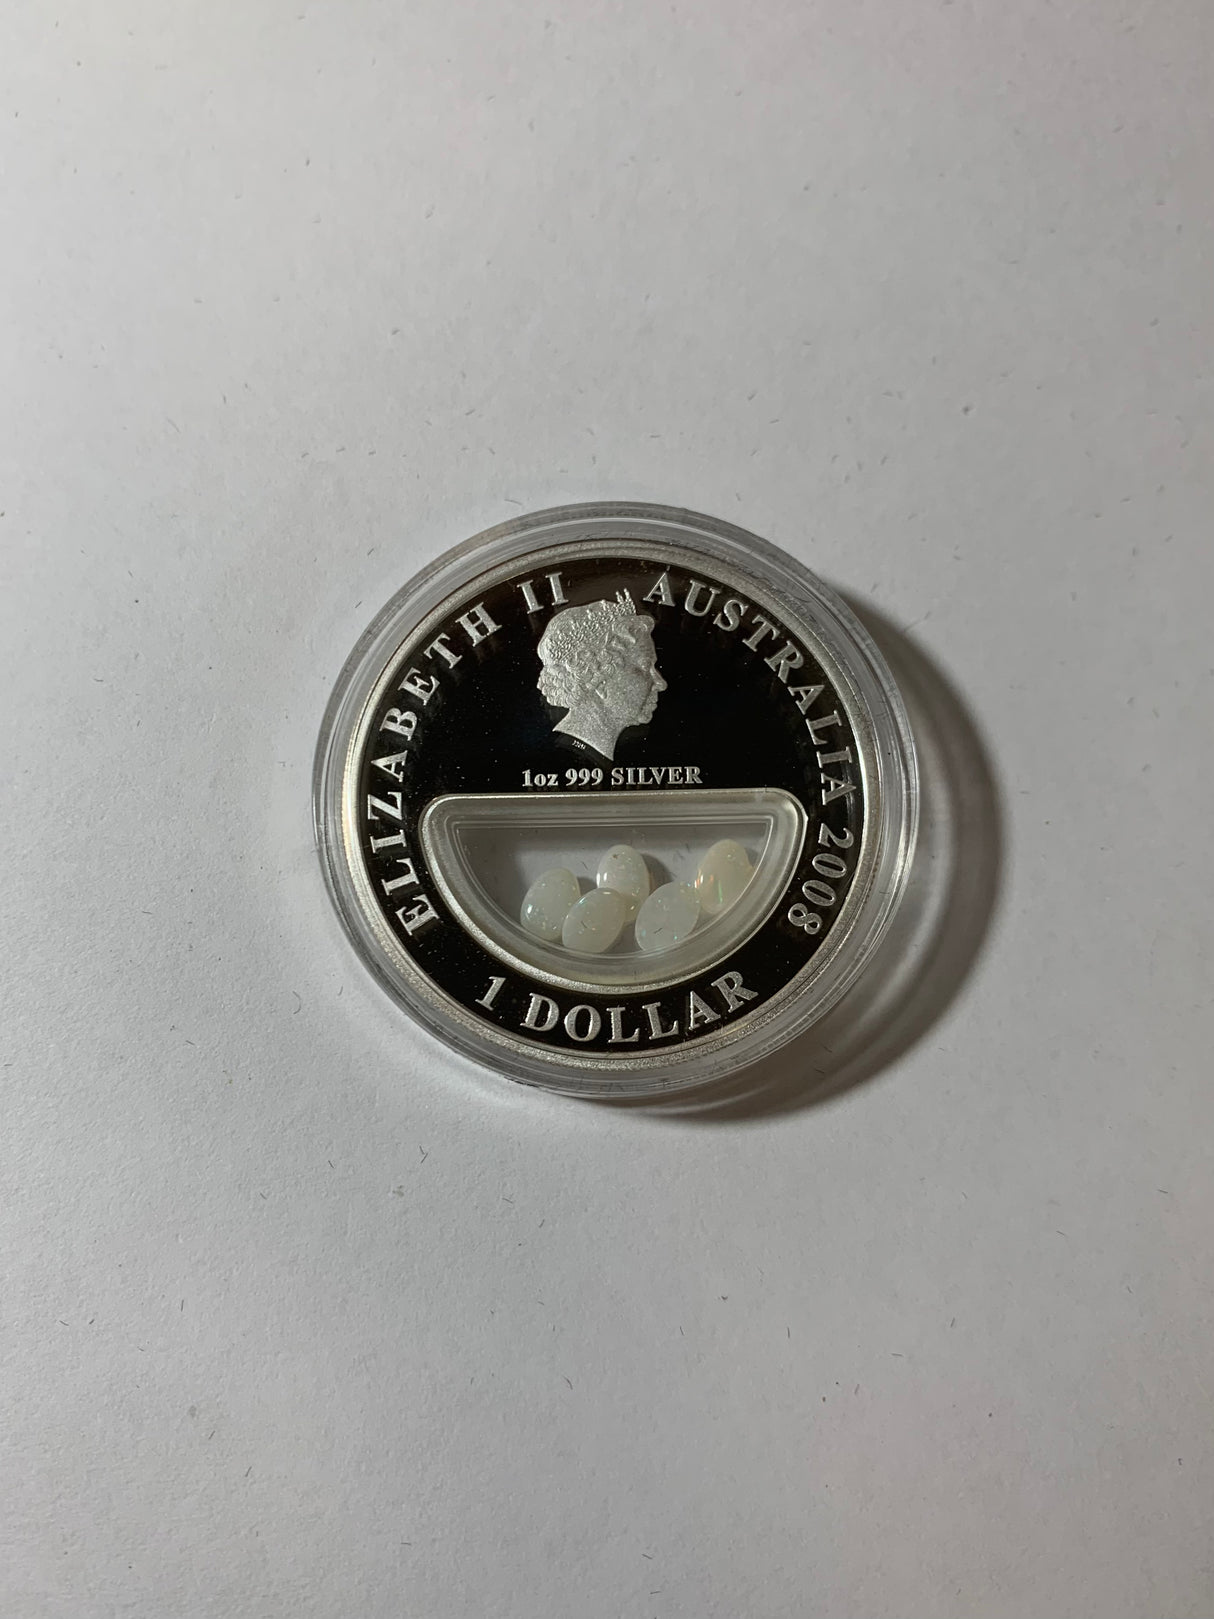 ELIZABETH II AUSTRALIA 2008
1oz 999 SILVER
1 DOLLAR